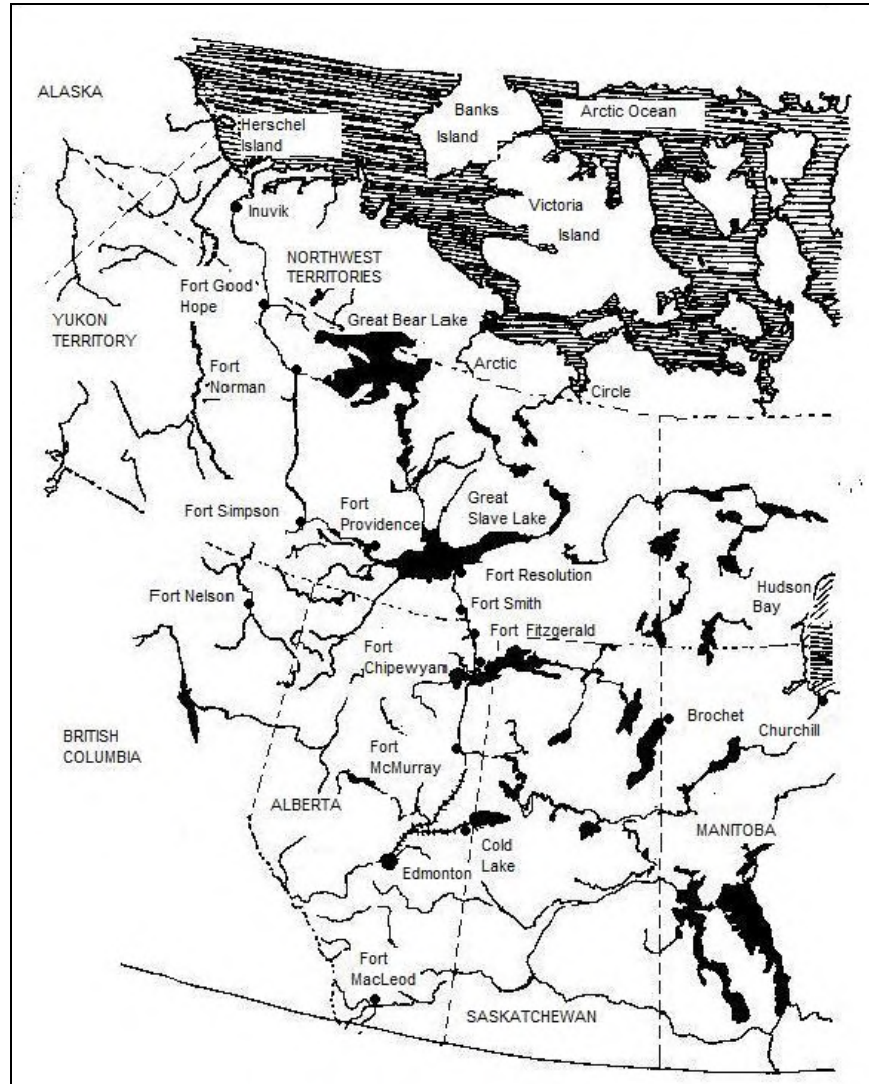 ALASKA
Herschel
Island
Banks
Island
Arctic Ocean
Inuvik
Victoria
Island
NORTHWEST
TERRITORIES
Fort Good
Hope
YUKON
TERRITORY
Great Bear Lake
Fort
Norman
Arctic
Circle
Fort Simpson
Fort
Providence
Great
Slave Lake
Fort Resolution
Fort Nelson
Fort Smith
Hudson
Bay
Fort Fitzgerald
Fort
Chipewyan
Brochet
Churchill
BRITISH
COLUMBIA
Fort
McMurray
ALBERTA
MANITOBA
Cold
Lake
Edmonton
Fort
MacLeod
SASKATCHEWAN